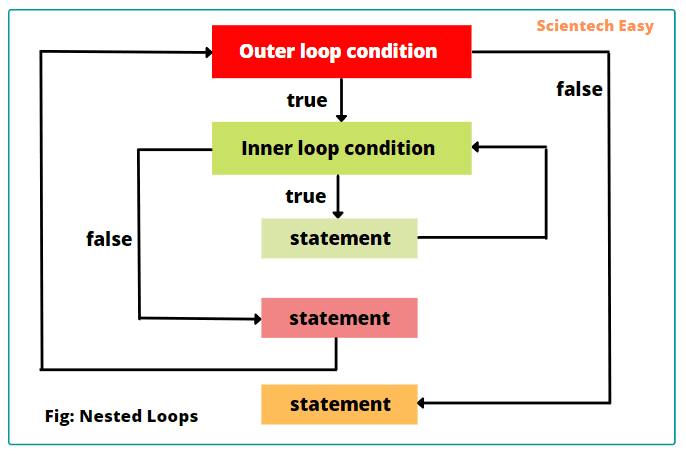 Scientech Easy
Outer loop condition
false
true
Inner loop condition
true
false
statement
statement
statement
Fig: Nested Loops